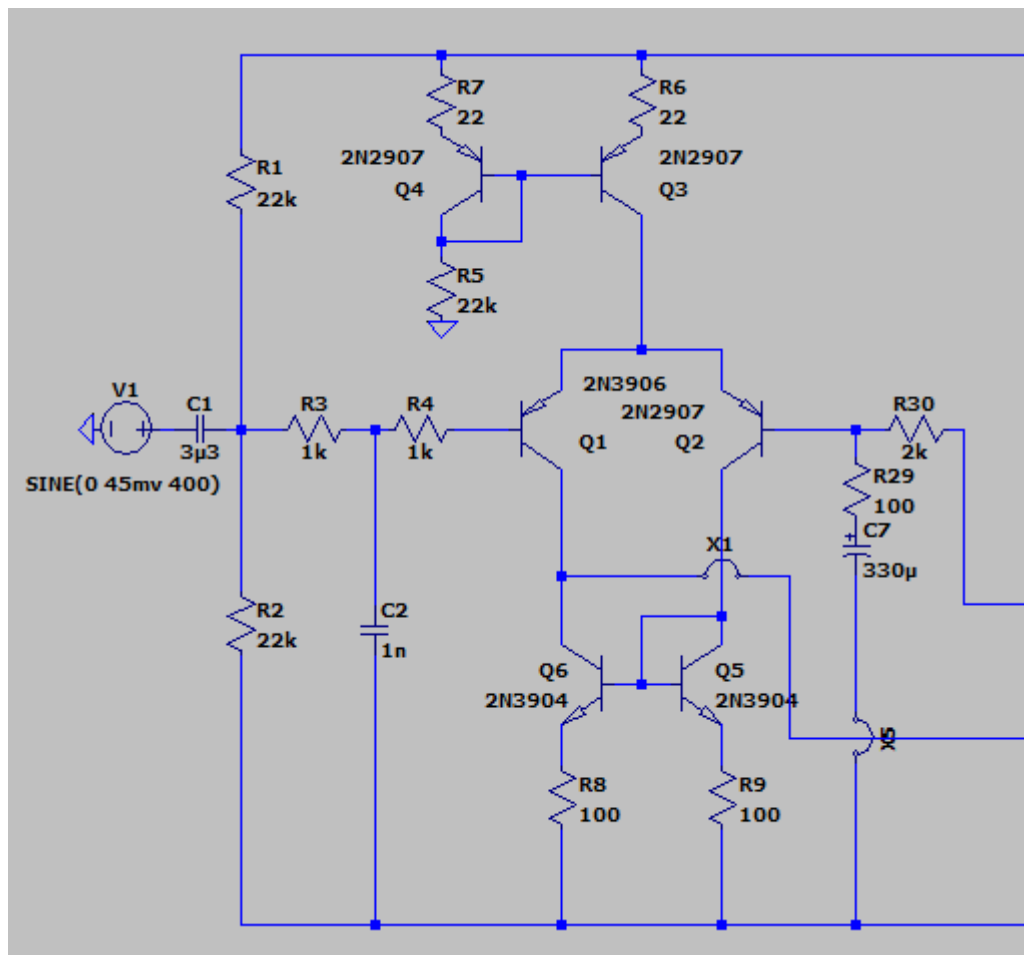 R7
22
R6
22
2N2907
Q4
2N2907
Q3
R1
22k
R5
22k
V1
C1
3µ3
SINE(0 45mv 400)
R3
1k
R4
1k
2N3906
2N2907
Q1
Q2
R30
2k
R29
100
C7
330µ
X1
R2
22k
C2
1n
Q6
2N3904
Q5
2N3904
X5
R8
100
R9
100